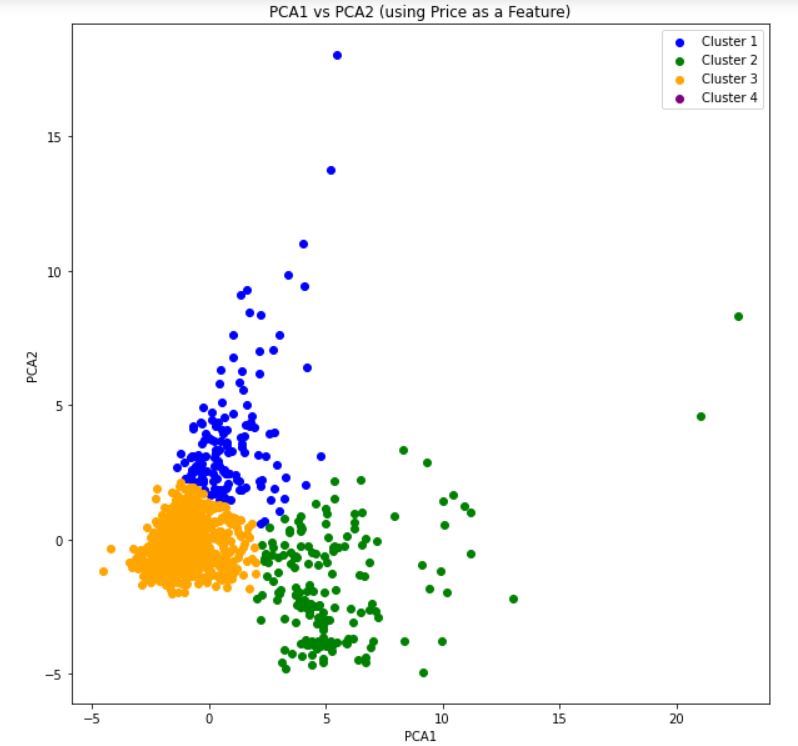 PCA1 vs PCA2 (using Price as a Feature)
Cluster 1
Cluster 2
Cluster 3
Cluster 4
15
10
5
0
−5
PCA2
−5
0
5
10
15
20
PCA1